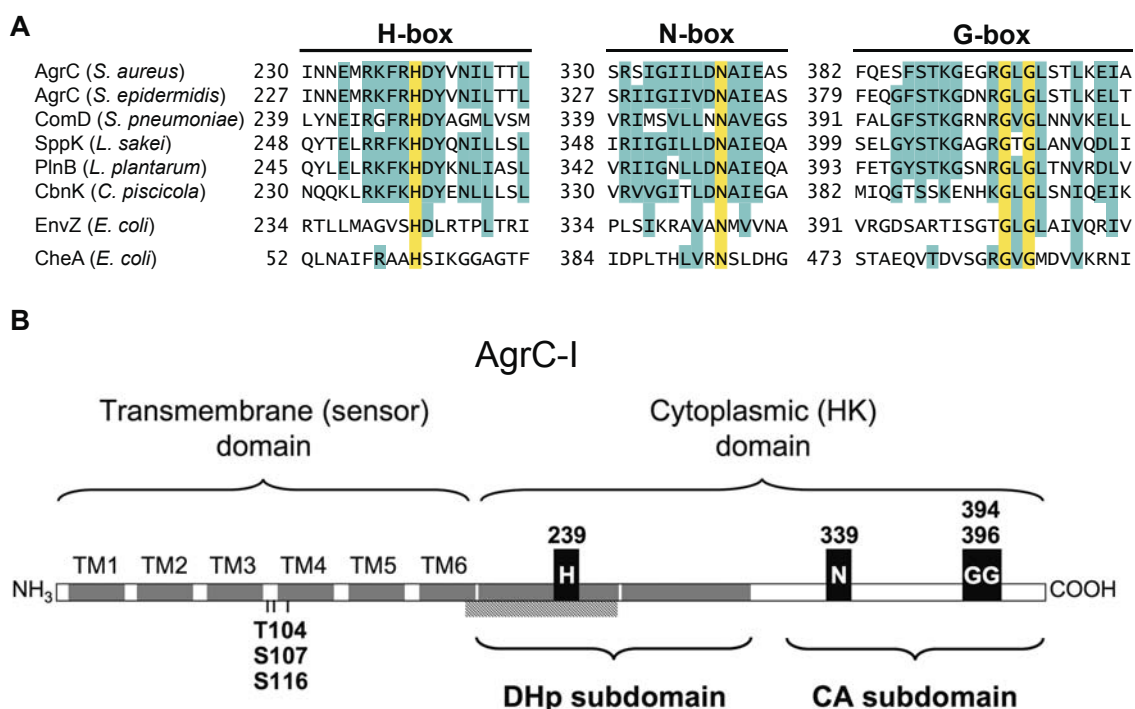 A
H-box N-box G-box
AgrC (S. aureus) 230 INNEMRKFRHDYVNILTTL 330 SRSIGIILDNAIEAS 382 FQESFSTKGEGRGLGLSTLKEIA
AgrC (S. epidermidis) 227 INNEMRKFRHDYVNILTTL 327 SRIIGIIVDNAIEAS 379 FEQGFSTKGDNRGLGLSTLKELT
ComD (S. pneumoniae) 239 LYNEIRGFRHDYAGMLVSM 339 VRIMSVLLNNAVEGS 391 FALGFSTKGRNRGVGLNNVKELL
SppK (L. sakei) 248 QYTELRRFRHDYQNILLSL 348 IRIIGILLDNAIEQA 399 SELGYSTKGAGRGTGLANVQDLI
PlnB (L. plantarum) 245 QYLELRRFRHDYKNLIASL 342 VRIIGNLLDNAIEQA 393 FETGYSTKGSNRGLGLTNVRDLV
CbnK (C. piscicola) 230 NQQKLRRFKHDYENLLLSL 330 VRVVGITLDNAIEQA 382 MIQGTSSKENHKGLGLSNIQEIK
EnvZ (E. coli) 234 RTLLMAGVSHDLRTPLTRI 334 PLSIKRAVANMVVNA 391 VRGDSARTISGTGLGLAIVQRIV
CheA (E. coli) 52 QLNAIFRAAHSIKGGAGTF 384 IDPLTHLVRNSLDHG 473 STAEQVTDVSGRGVGMDVVKRNI
B
AgrC-I
Transmembrane (sensor) Cytoplasmic (HK)
domain domain
394
239 339 396
TM1 TM2 TM3 TM4 TM5 TM6
NH3 H N GG COOH
T104
S107
S116
DHp subdomain CA subdomain